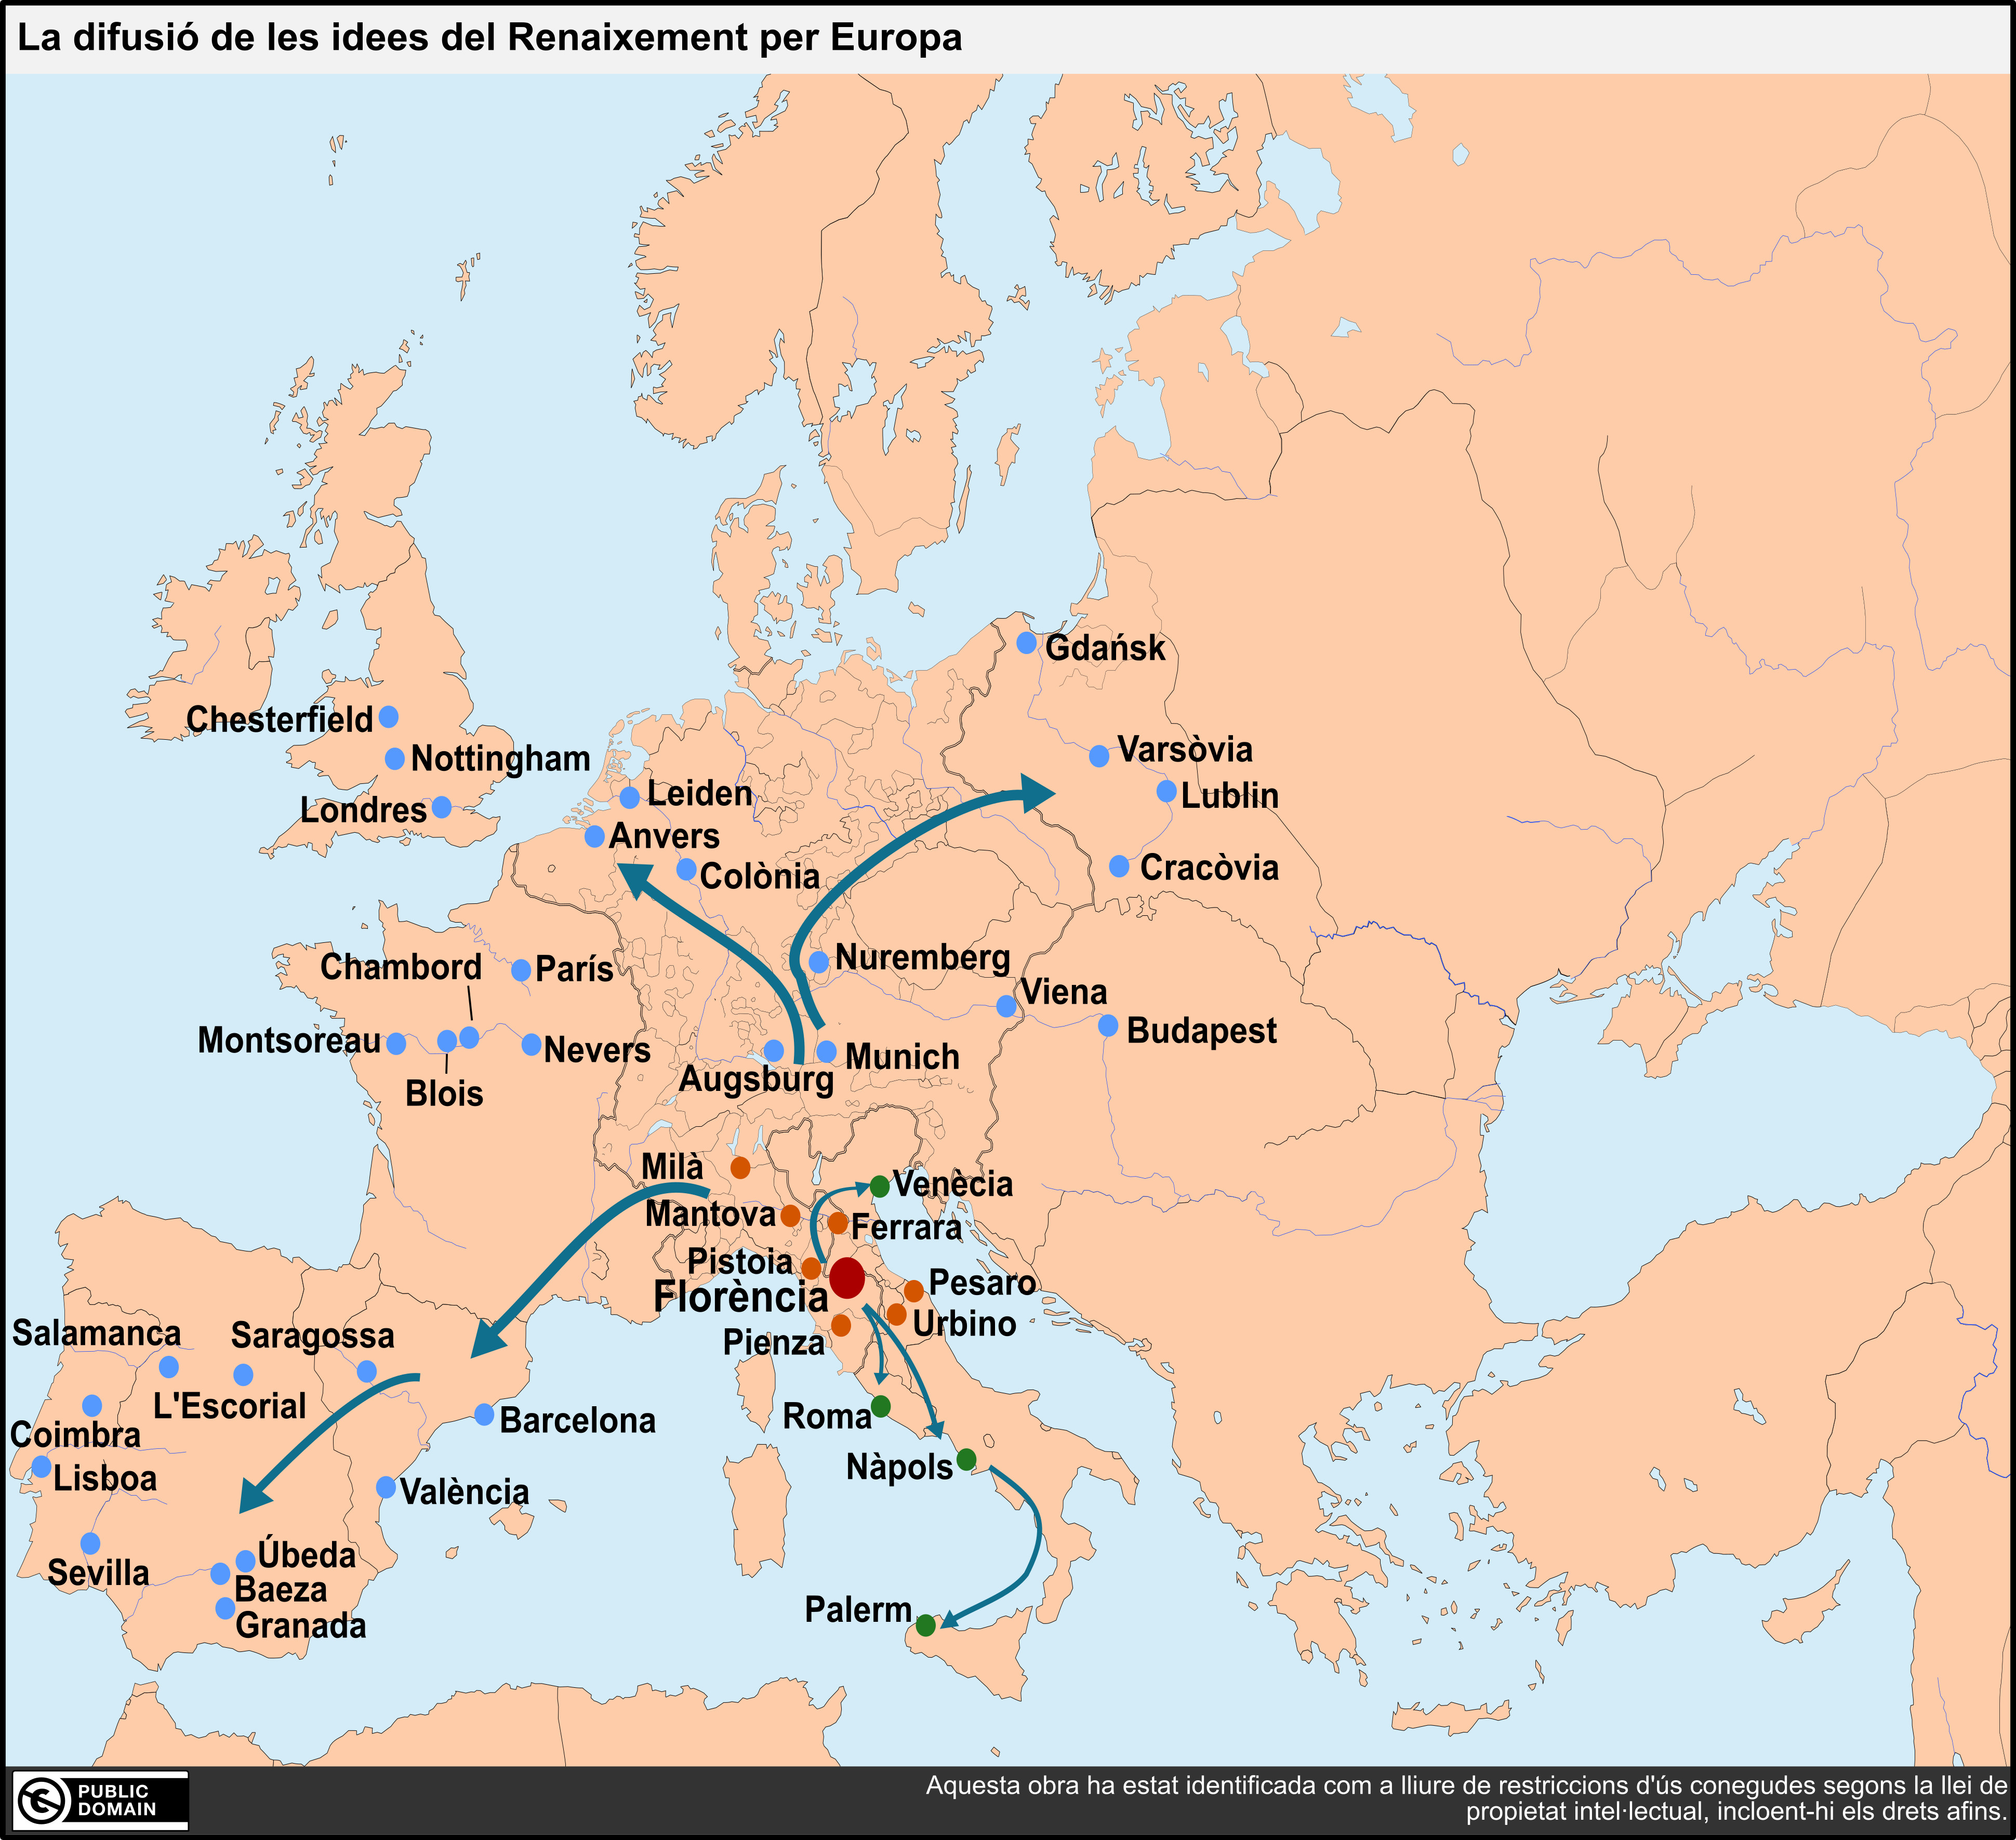 La difusió de les idees del Renaixement per Europa
Gdańsk
Chesterfield
Nottingham
Varsòvia
Leiden
Lublin
Londres
Anvers
Colònia
Cracòvia
Nuremberg
Chambord
París
Viena
Budapest
Montsoreau
Nevers
Munich
Augsburg
Blois
Milà
Venècia
Mantova
Ferrara
Pistoia
Pesaro
Florència
Urbino
Pienza
Salamanca
Saragossa
L'Escorial
Roma
Barcelona
Coimbra
Nàpols
Lisboa
València
Úbeda
Sevilla
Baeza
Palerm
Granada
PUBLIC
DOMAIN
Aquesta obra ha estat identificada com a lliure de restriccions d'ús conegudes segons la llei de
propietat intel·lectual, incloent-hi els drets afins.